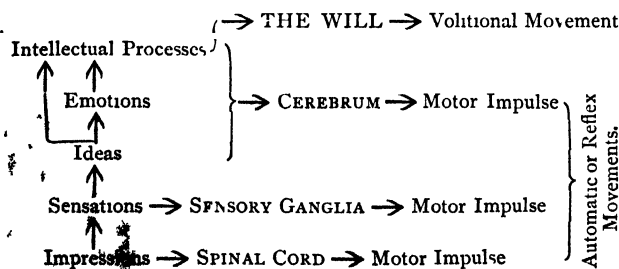 THE WILL → Volitional Movement
Intellectual Processes
Emotions
CEREBRUM → Motor Impulse
Ideas
Sensations → SENSORY GANGLIA → Motor Impulse
Impressions → SPINAL CORD → Motor Impulse
Automatic or Reflex
Movements.